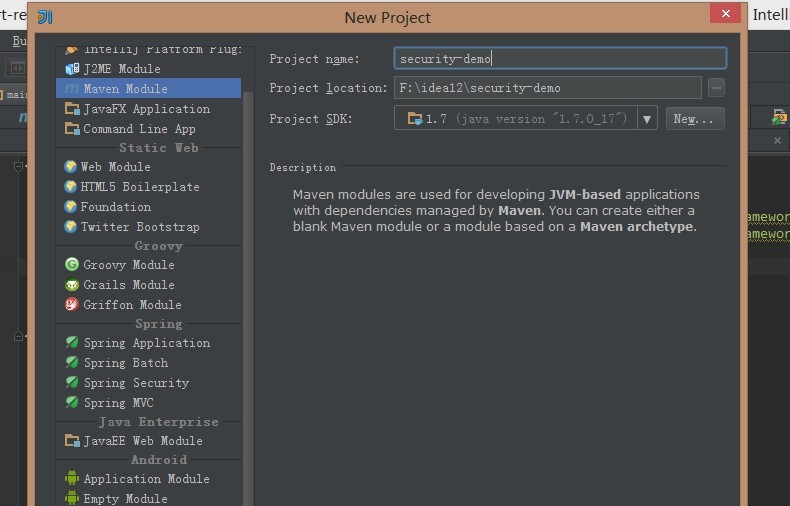 New Project
rt-re
Intelli
Bu
main
IntelliJ Platform Plug:
J2ME Module
Maven Module
JavaFX Application
Command Line App
Static Web
Web Module
HTML5 Boilerplate
Foundation
Twitter Bootstrap
Groovy
Groovy Module
Grails Module
Griffon Module
Spring
Spring Application
Spring Batch
Spring Security
Spring MVC
Java Enterprise
JavaEE Web Module
Android
Application Module
Empty Module
Project name: security-demo
Project location: F:\idea12\security-demo
Project SDK: 1.7 (java version "1.7.0_17") New...
Description
Maven modules are used for developing JVM-based applications
with dependencies managed by Maven. You can create either a
blank Maven module or a module based on a Maven archetype.
amewor
amewor